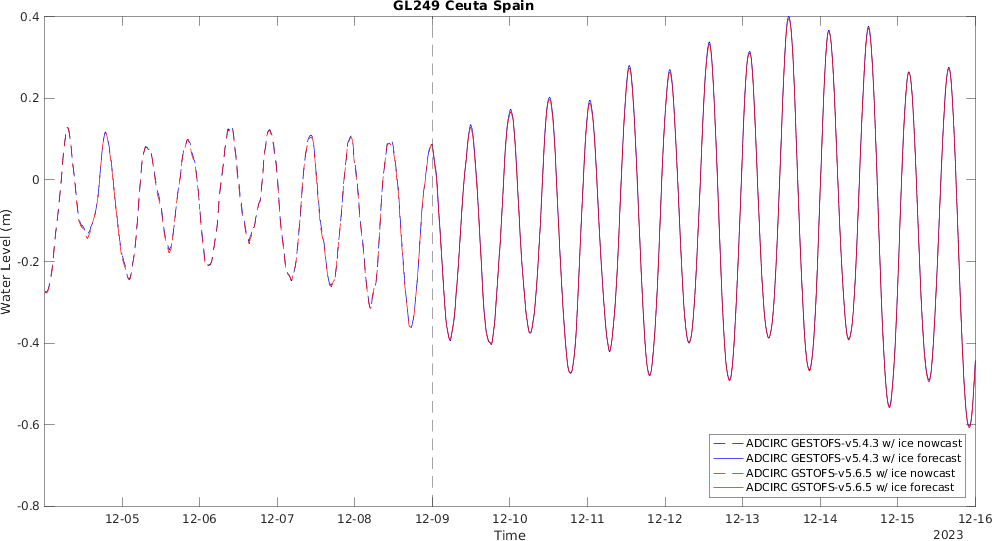 GL249 Ceuta Spain
0.4
0.2
0
-0.2
-0.4
-0.6
-0.8
Water Level (m)
12-05 12-06 12-07 12-08 12-09 12-10 12-11 12-12 12-13 12-14 12-15 12-16
Time
2023
ADCIRC GESTOFS-v5.4.3 w/ ice nowcast
ADCIRC GESTOFS-v5.4.3 w/ ice forecast
ADCIRC GSTOFS-v5.6.5 w/ ice nowcast
ADCIRC GSTOFS-v5.6.5 w/ ice forecast